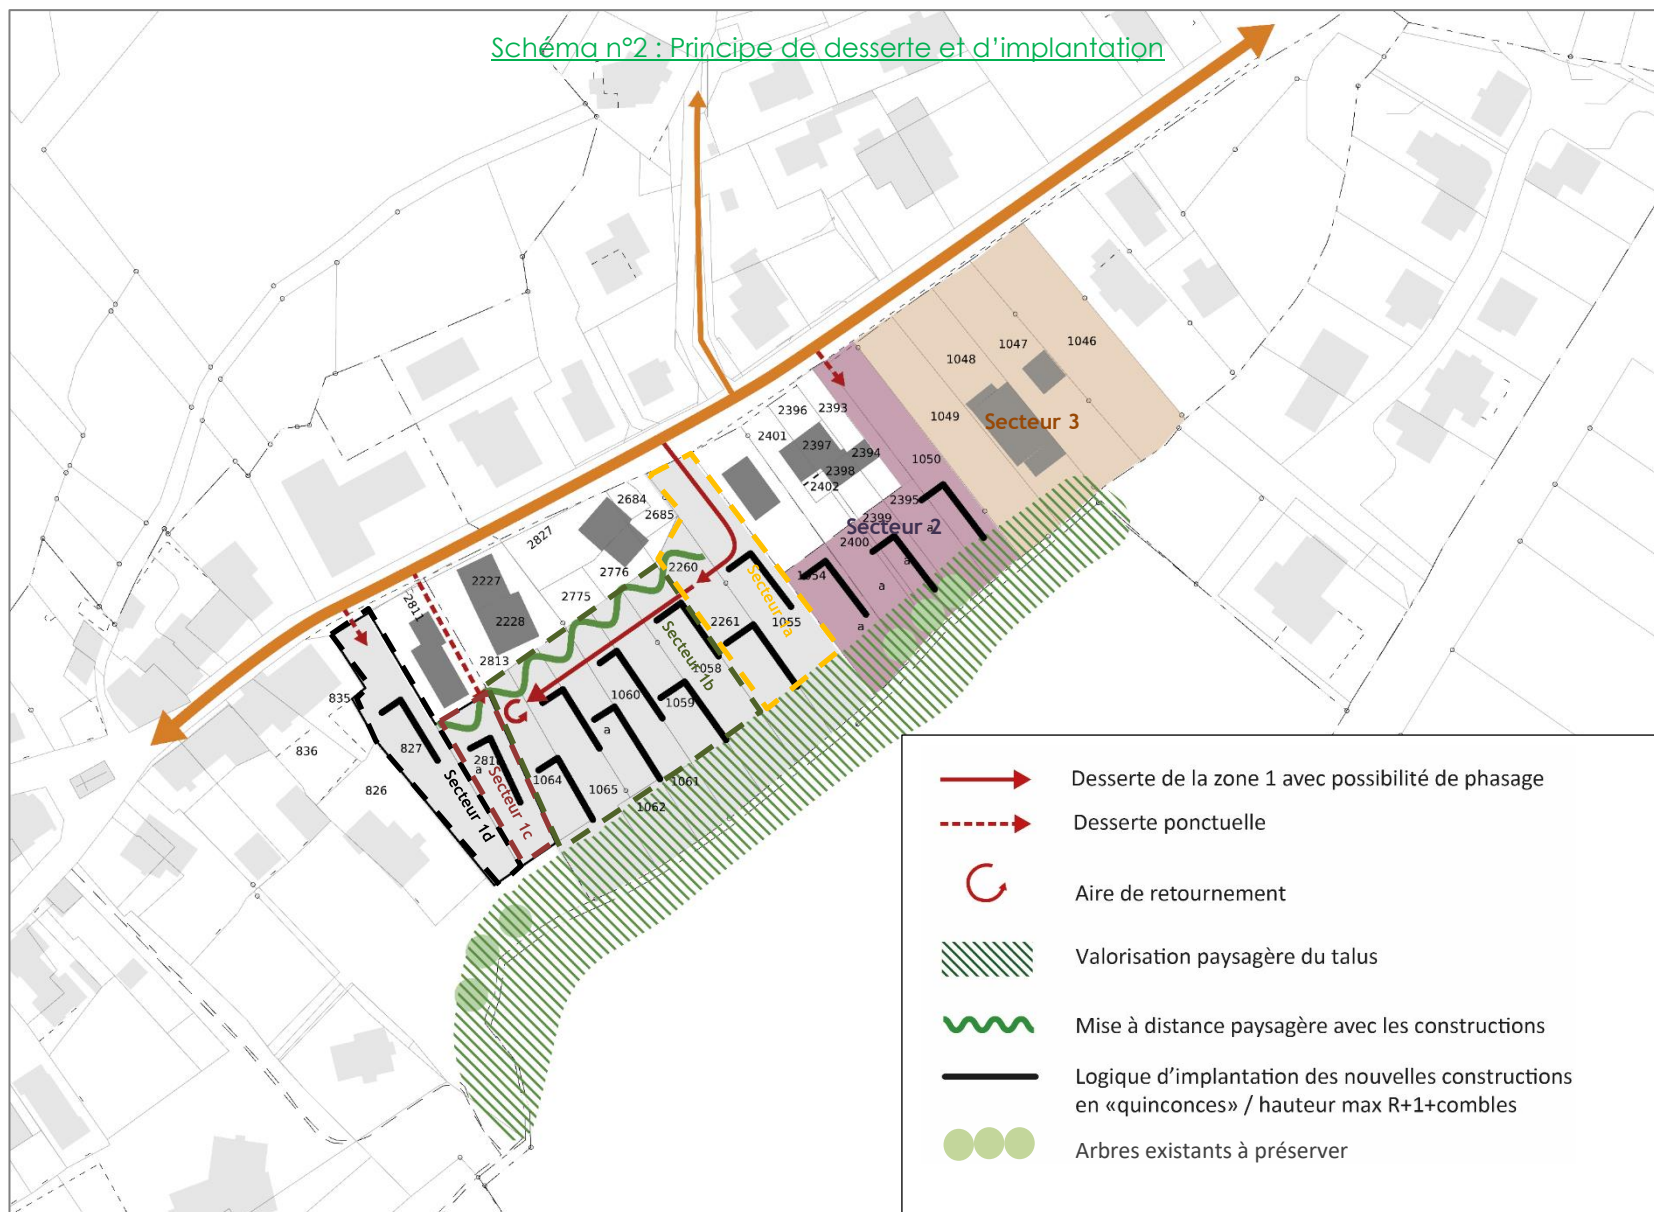 Schéma n°2 : Principe de desserte et d'implantation
1048
1047
1046
1049
Secteur 3
2396
2393
2401
2397
2394
2398
2402
1050
2395
2399
Secteur 2
a
2400
a
1054
a
a
2684
2685
2827
2776
2260
2775
2227
2228
2811
2813
Secteur 1a
2261
1055
Secteur 1b
1058
1060
1059
a
835
827
836
826
a
Secteur 1c
Secteur 1d
1064
1065
1061
1062
Desserte de la zone 1 avec possibilité de phasage
Desserte ponctuelle
Aire de retournement
Valorisation paysagère du talus
Mise à distance paysagère avec les constructions
Logique d'implantation des nouvelles constructions
en «quinconces» / hauteur max R+1+combles
Arbres existants à préserver